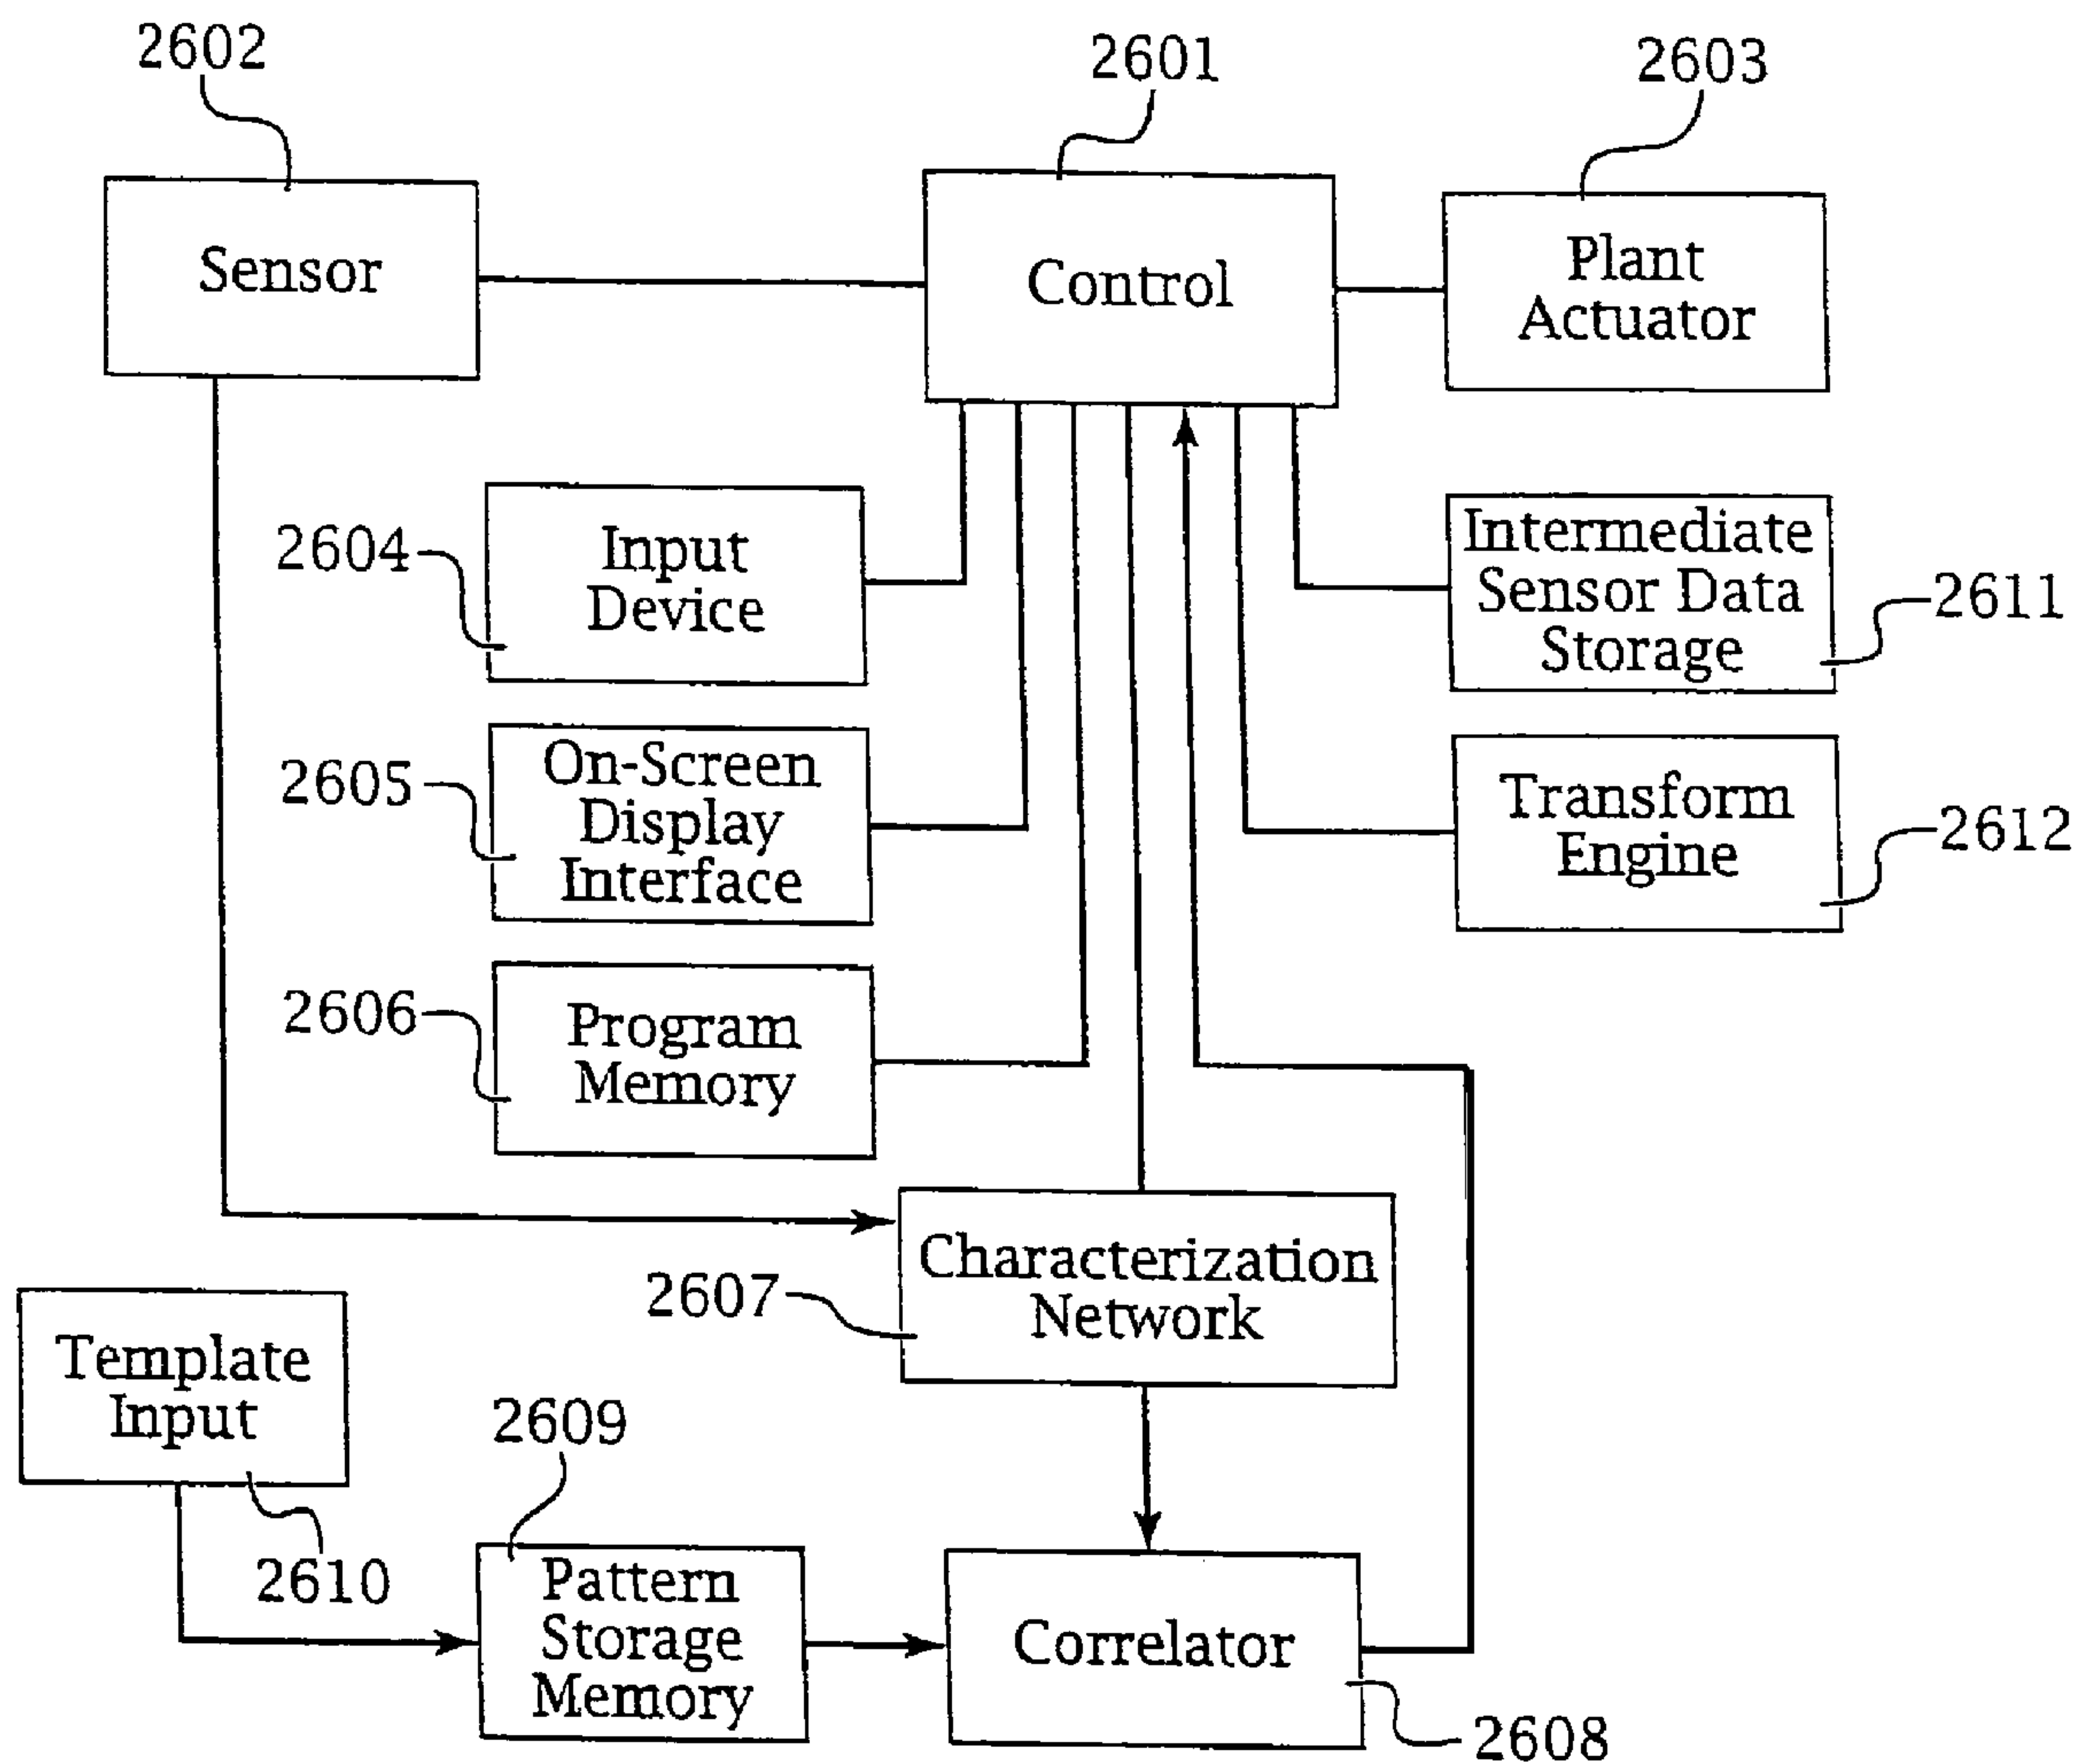 2602
2601
2603
Sensor
Control
Plant
Actuator
2604
Input
Device
Intermediate
Sensor Data
Storage
2611
2605
On-Screen
Display
Interface
Transform
Engine
2612
2606
Program
Memory
Characterization
Network
2607
Template
Input
2609
2610
Pattern
Storage
Memory
Correlator
2608